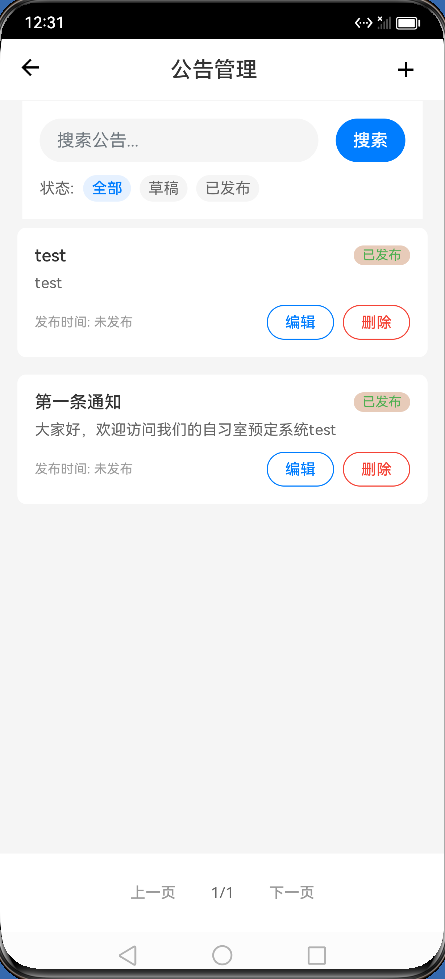 12:31
公告管理
搜索公告...
搜索
状态: 全部 草稿 已发布
test 已发布
test
发布时间: 未发布 编辑 删除
第一条通知 已发布
大家好，欢迎访问我们的自习室预定系统test
发布时间: 未发布 编辑 删除
上一页 1/1 下一页